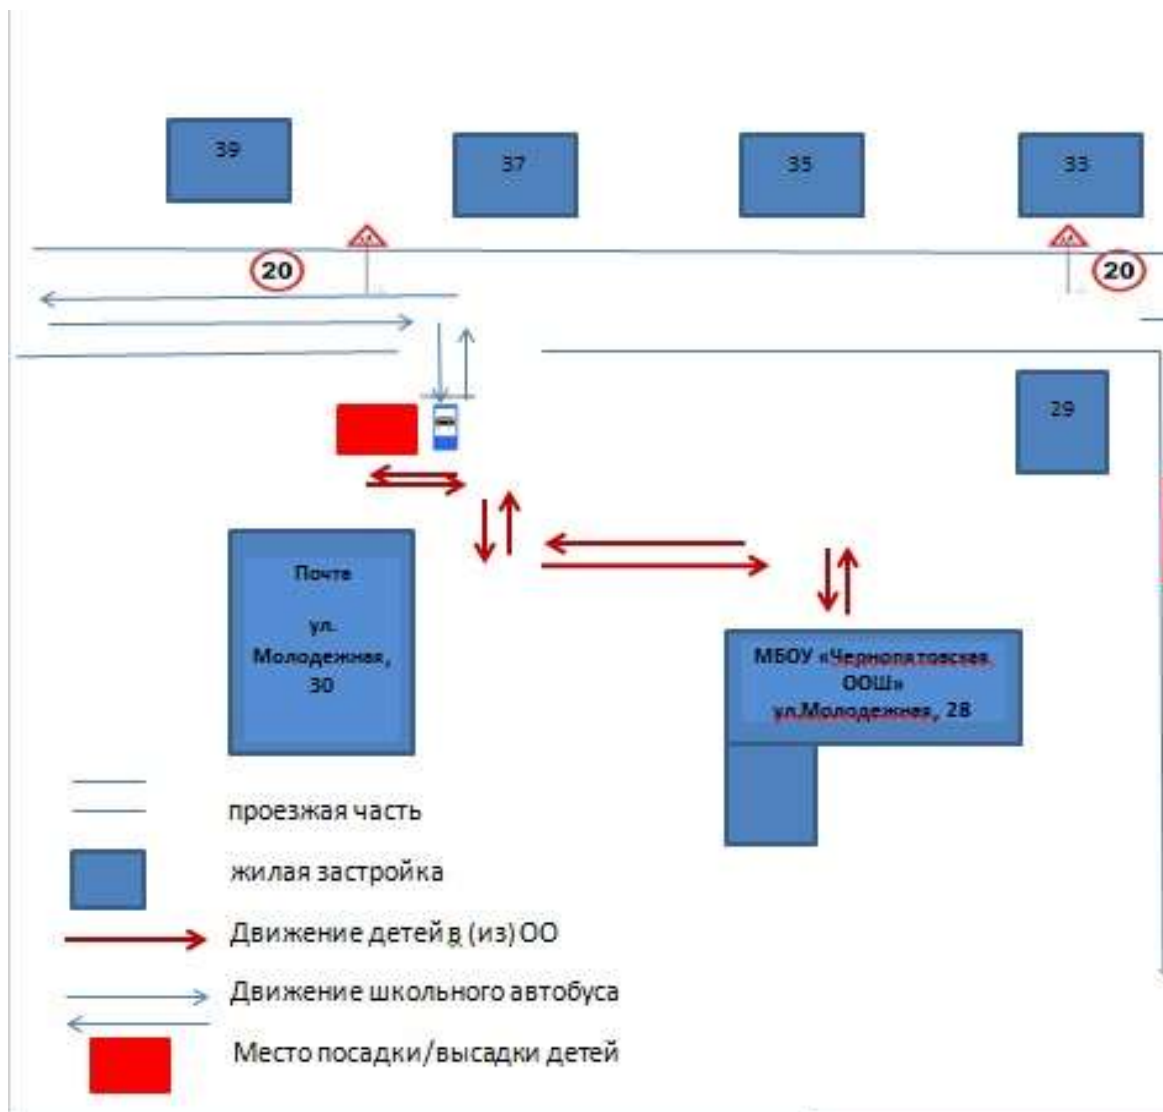 39
37
35
33
20
20
29
Почта
ул.
Молодежная,
30
МБОУ «Чернопятовская
ООШ»
ул.Молодежная, 28
проезжая часть
жилая застройка
Движение детей в (из) ОО
Движение школьного автобуса
Место посадки/высадки детей